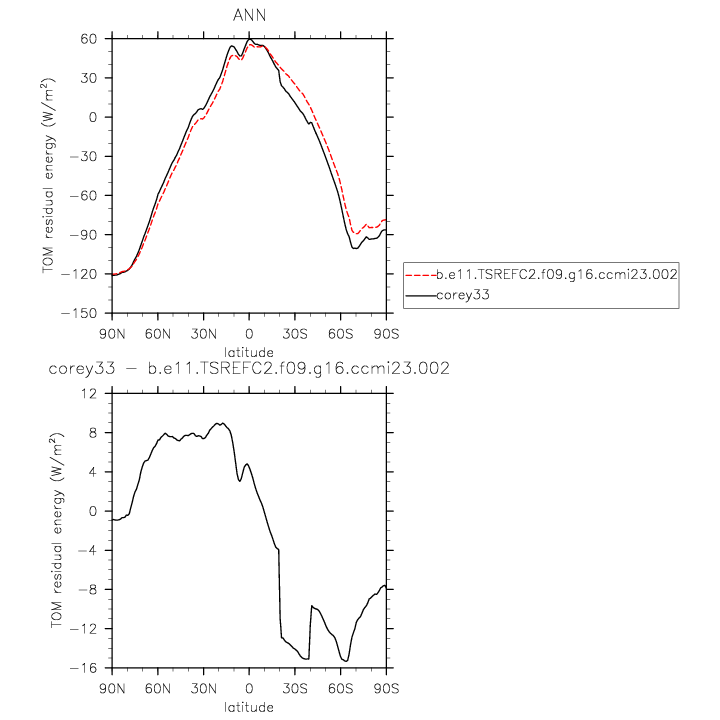 ANN
TOM residual energy (W/m²)
60
30
0
−30
−60
−90
−120
−150
90N 60N 30N 0 30S 60S 90S
latitude
b.e11.TSREFC2.f09.g16.ccmi23.002
corey33
corey33 − b.e11.TSREFC2.f09.g16.ccmi23.002
TOM residual energy (W/m²)
12
8
4
0
−4
−8
−12
−16
90N 60N 30N 0 30S 60S 90S
latitude